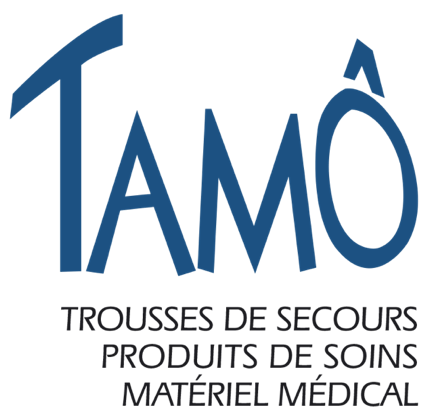 TAMÔ
TROUSSES DE SECOURS
PRODUITS DE SOINS
MATÉRIEL MÉDICAL